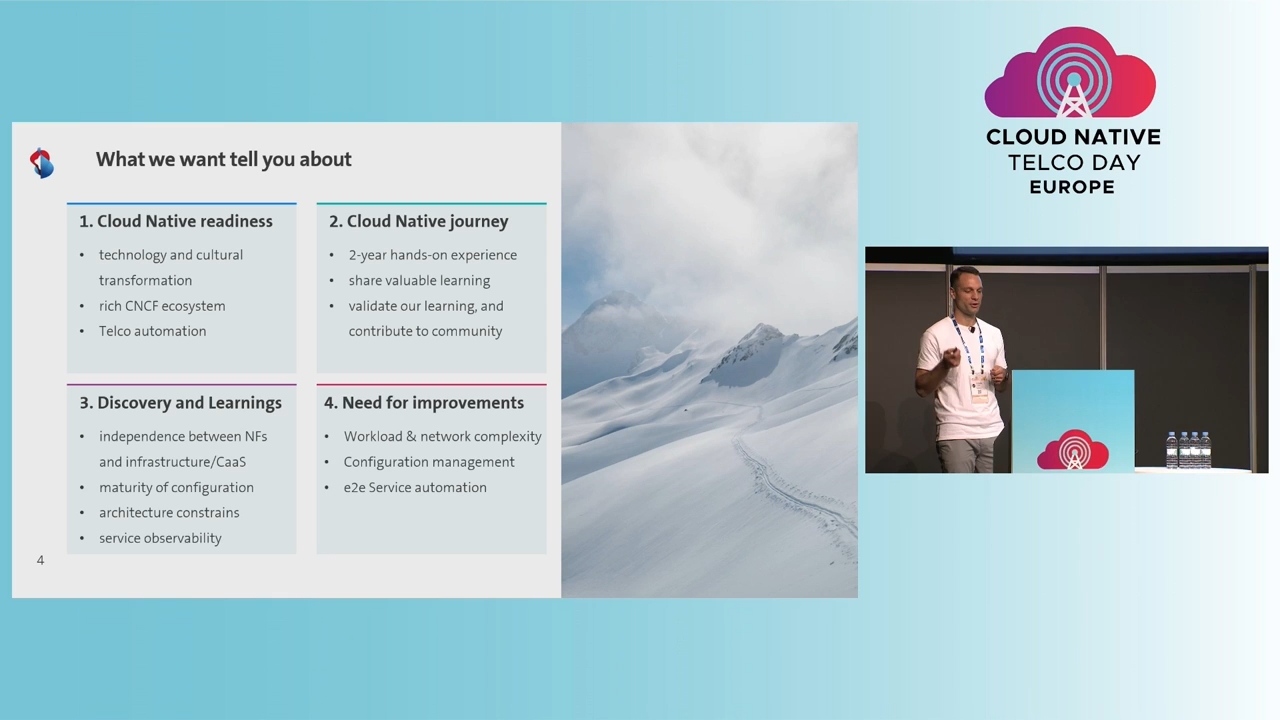 CLOUD NATIVE
TELCO DAY
EUROPE
What we want tell you about
1. Cloud Native readiness
• technology and cultural
transformation
• rich CNCF ecosystem
• Telco automation
2. Cloud Native journey
• 2-year hands-on experience
• share valuable learning
• validate our learning, and
contribute to community
3. Discovery and Learnings
• independence between NFs
and infrastructure/CaaS
• maturity of configuration
• architecture constrains
• service observability
4. Need for improvements
• Workload & network complexity
• Configuration management
• e2e Service automation
4